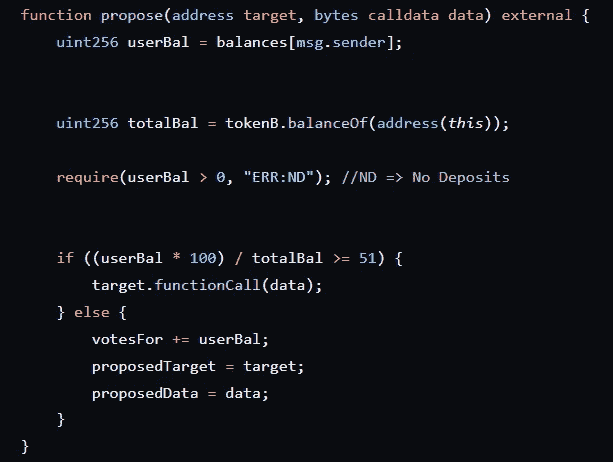 function propose(address target, bytes calldata data) external {
    uint256 userBal = balances[msg.sender];
    uint256 totalBal = tokenB.balanceOf(address(this));
    require(userBal > 0, "ERR:ND"); //ND => No Deposits
    if ((userBal * 100) / totalBal >= 51) {
        target.functionCall(data);
    } else {
        votesFor += userBal;
        proposedTarget = target;
        proposedData = data;
    }
}